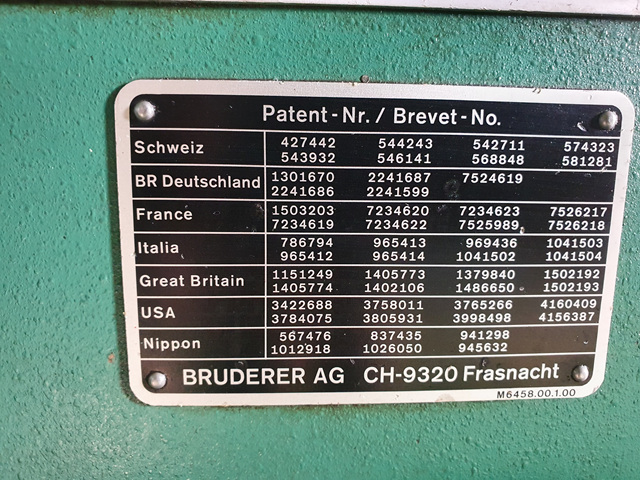 Patent-Nr. / Brevet-No.
Schweiz 427442 544243 542711 574323
543932 546141 568848 581281
BR Deutschland 1301670 2241687 7524619
2241686 2241599
France 1503203 7234620 7234623 7526217
7234619 7234622 7525989 7526218
Italia 786794 965413 969436 1041503
965412 965414 1041502 1041504
Great Britain 1151249 1405773 1379840 1502192
1405774 1402106 1486650 1502193
USA 3422688 3758011 3765266 4160409
3784075 3805931 3998498 4156387
Nippon 567476 837435 941298
1012918 1026050 945632
BRUDERER AG CH-9320 Frasnacht
M6458.00.1.00